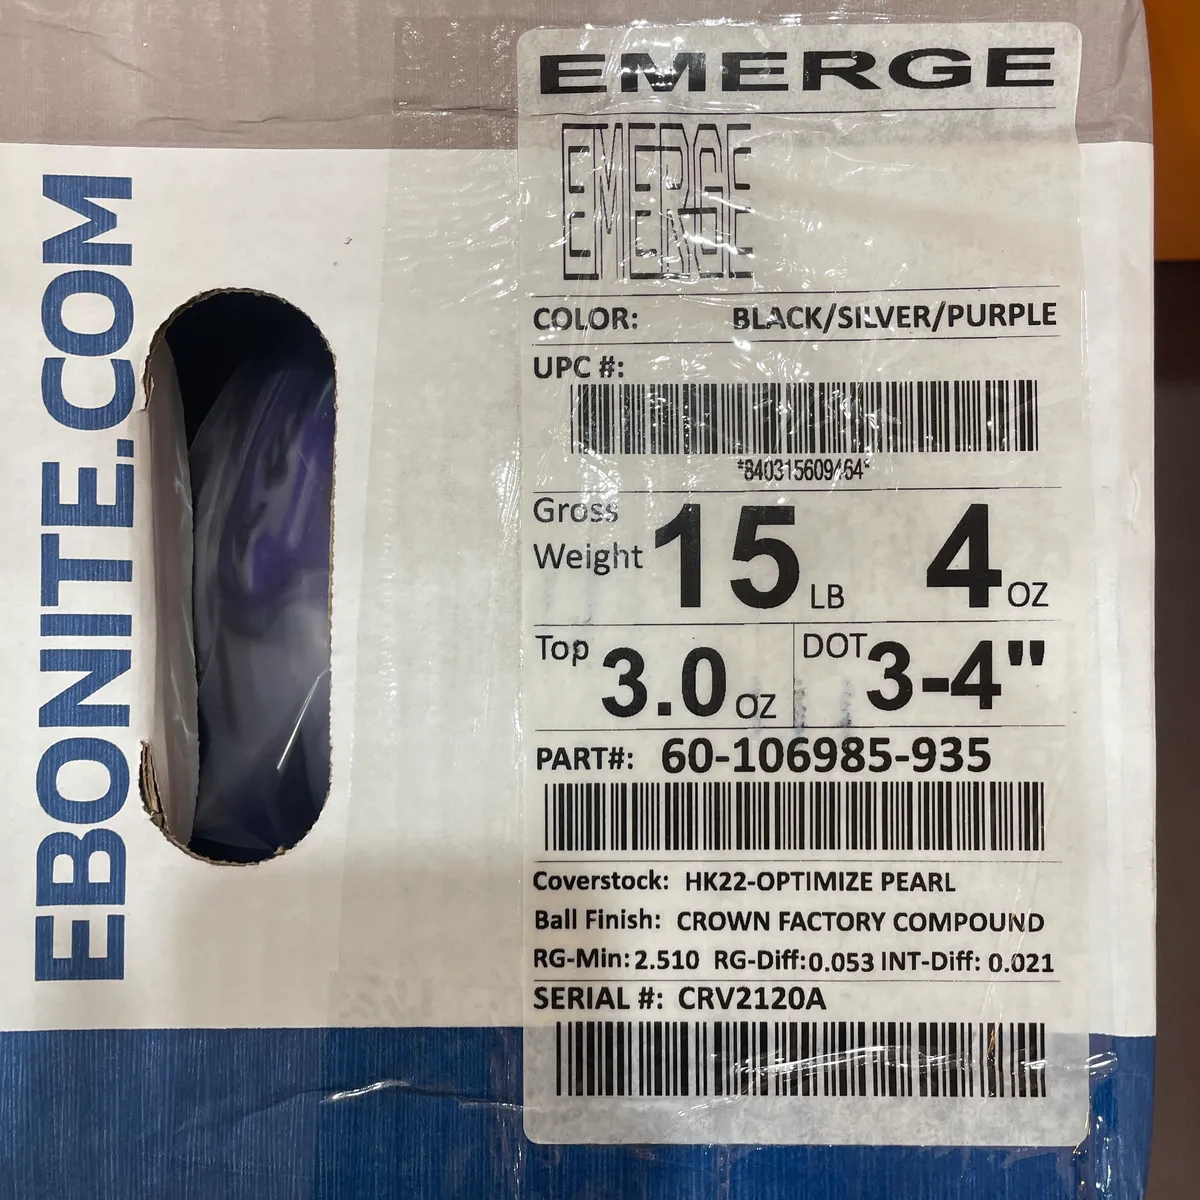 EBONITE.COM
EMERGE
EMERGE
COLOR: BLACK/SILVER/PURPLE
UPC #:
*840315609464*
Gross Weight 15 LB 4 OZ
Top 3.0 OZ DOT 3-4"
PART#: 60-106985-935
Coverstock: HK22-OPTIMIZE PEARL
Ball Finish: CROWN FACTORY COMPOUND
RG-Min: 2.510 RG-Diff: 0.053 INT-Diff: 0.021
SERIAL #: CRV2120A